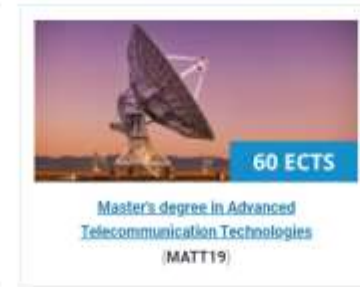 60 ECTS
Master's degree in Advanced
Telecommunication Technologies
(MATT19)